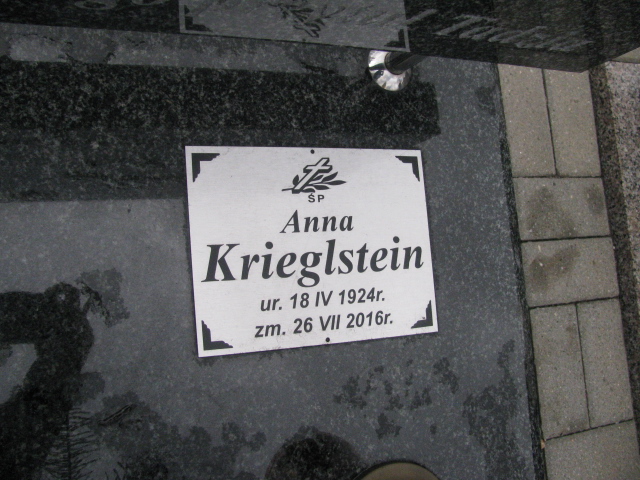 ŚP
Anna
Krieglstein
ur. 18 IV 1924r.
zm. 26 VII 2016r.